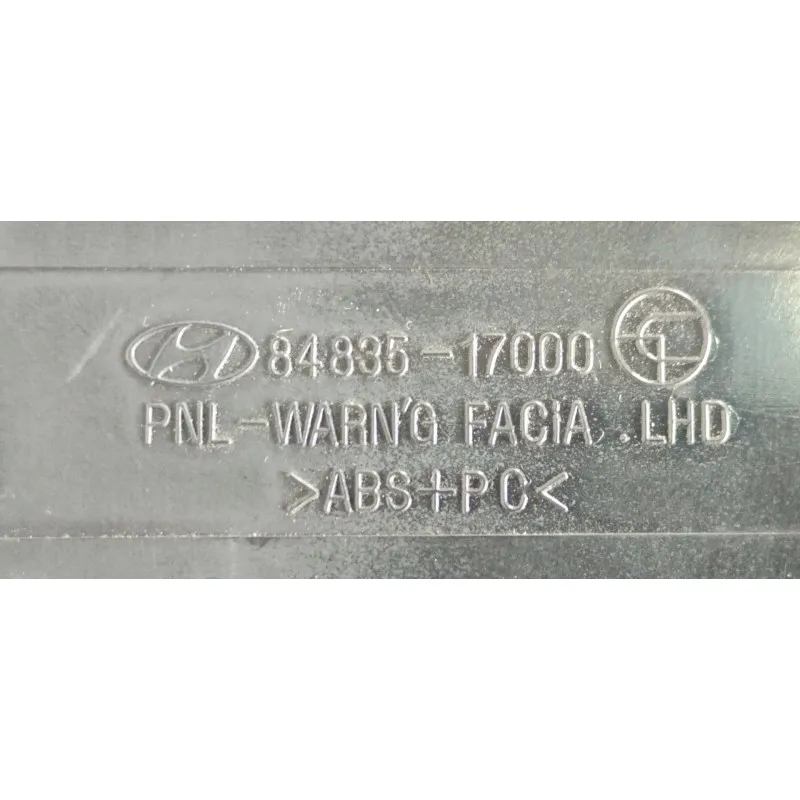 84835-17000
PNL-WARN'G FACIA .LHD
>ABS+PC<